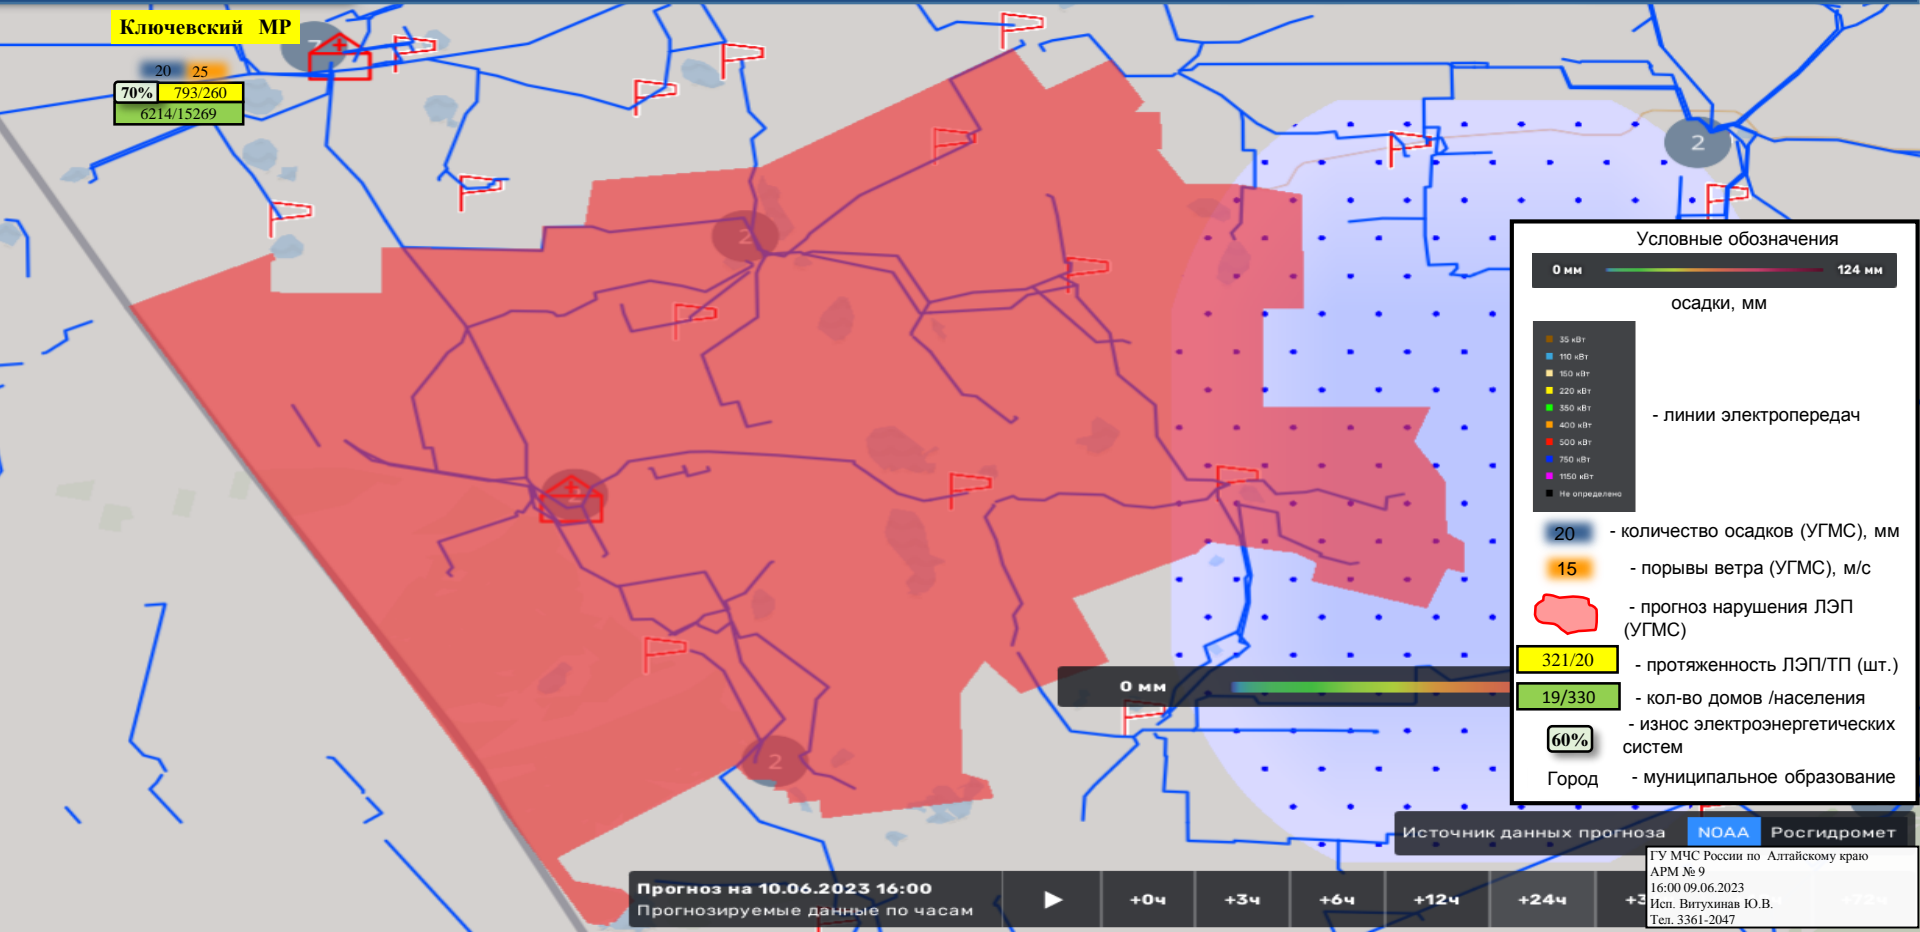 Ключевский МР
7
20 25
70% 793/260
6214/15269
2
2
2
2
Условные обозначения
0 мм 124 мм
осадки, мм
35 кВт
110 кВт
150 кВт
220 кВт
350 кВт
400 кВт
500 кВт
750 кВт
1150 кВт
Не определено
- линии электропередач
20 - количество осадков (УГМС), мм
15 - порывы ветра (УГМС), м/с
- прогноз нарушения ЛЭП
(УГМС)
321/20 - протяженность ЛЭП/ТП (шт.)
19/330 - кол-во домов /населения
60% - износ электроэнергетических
систем
Город - муниципальное образование
0 мм
Источник данных прогноза NOAA Росгидромет
Прогноз на 10.06.2023 16:00
Прогнозируемые данные по часам
+0ч +3ч +6ч +12ч +24ч
ГУ МЧС России по Алтайскому краю
АРМ № 9
16:00 09.06.2023
Исп. Витухинав Ю.В.
Тел. 3361-2047